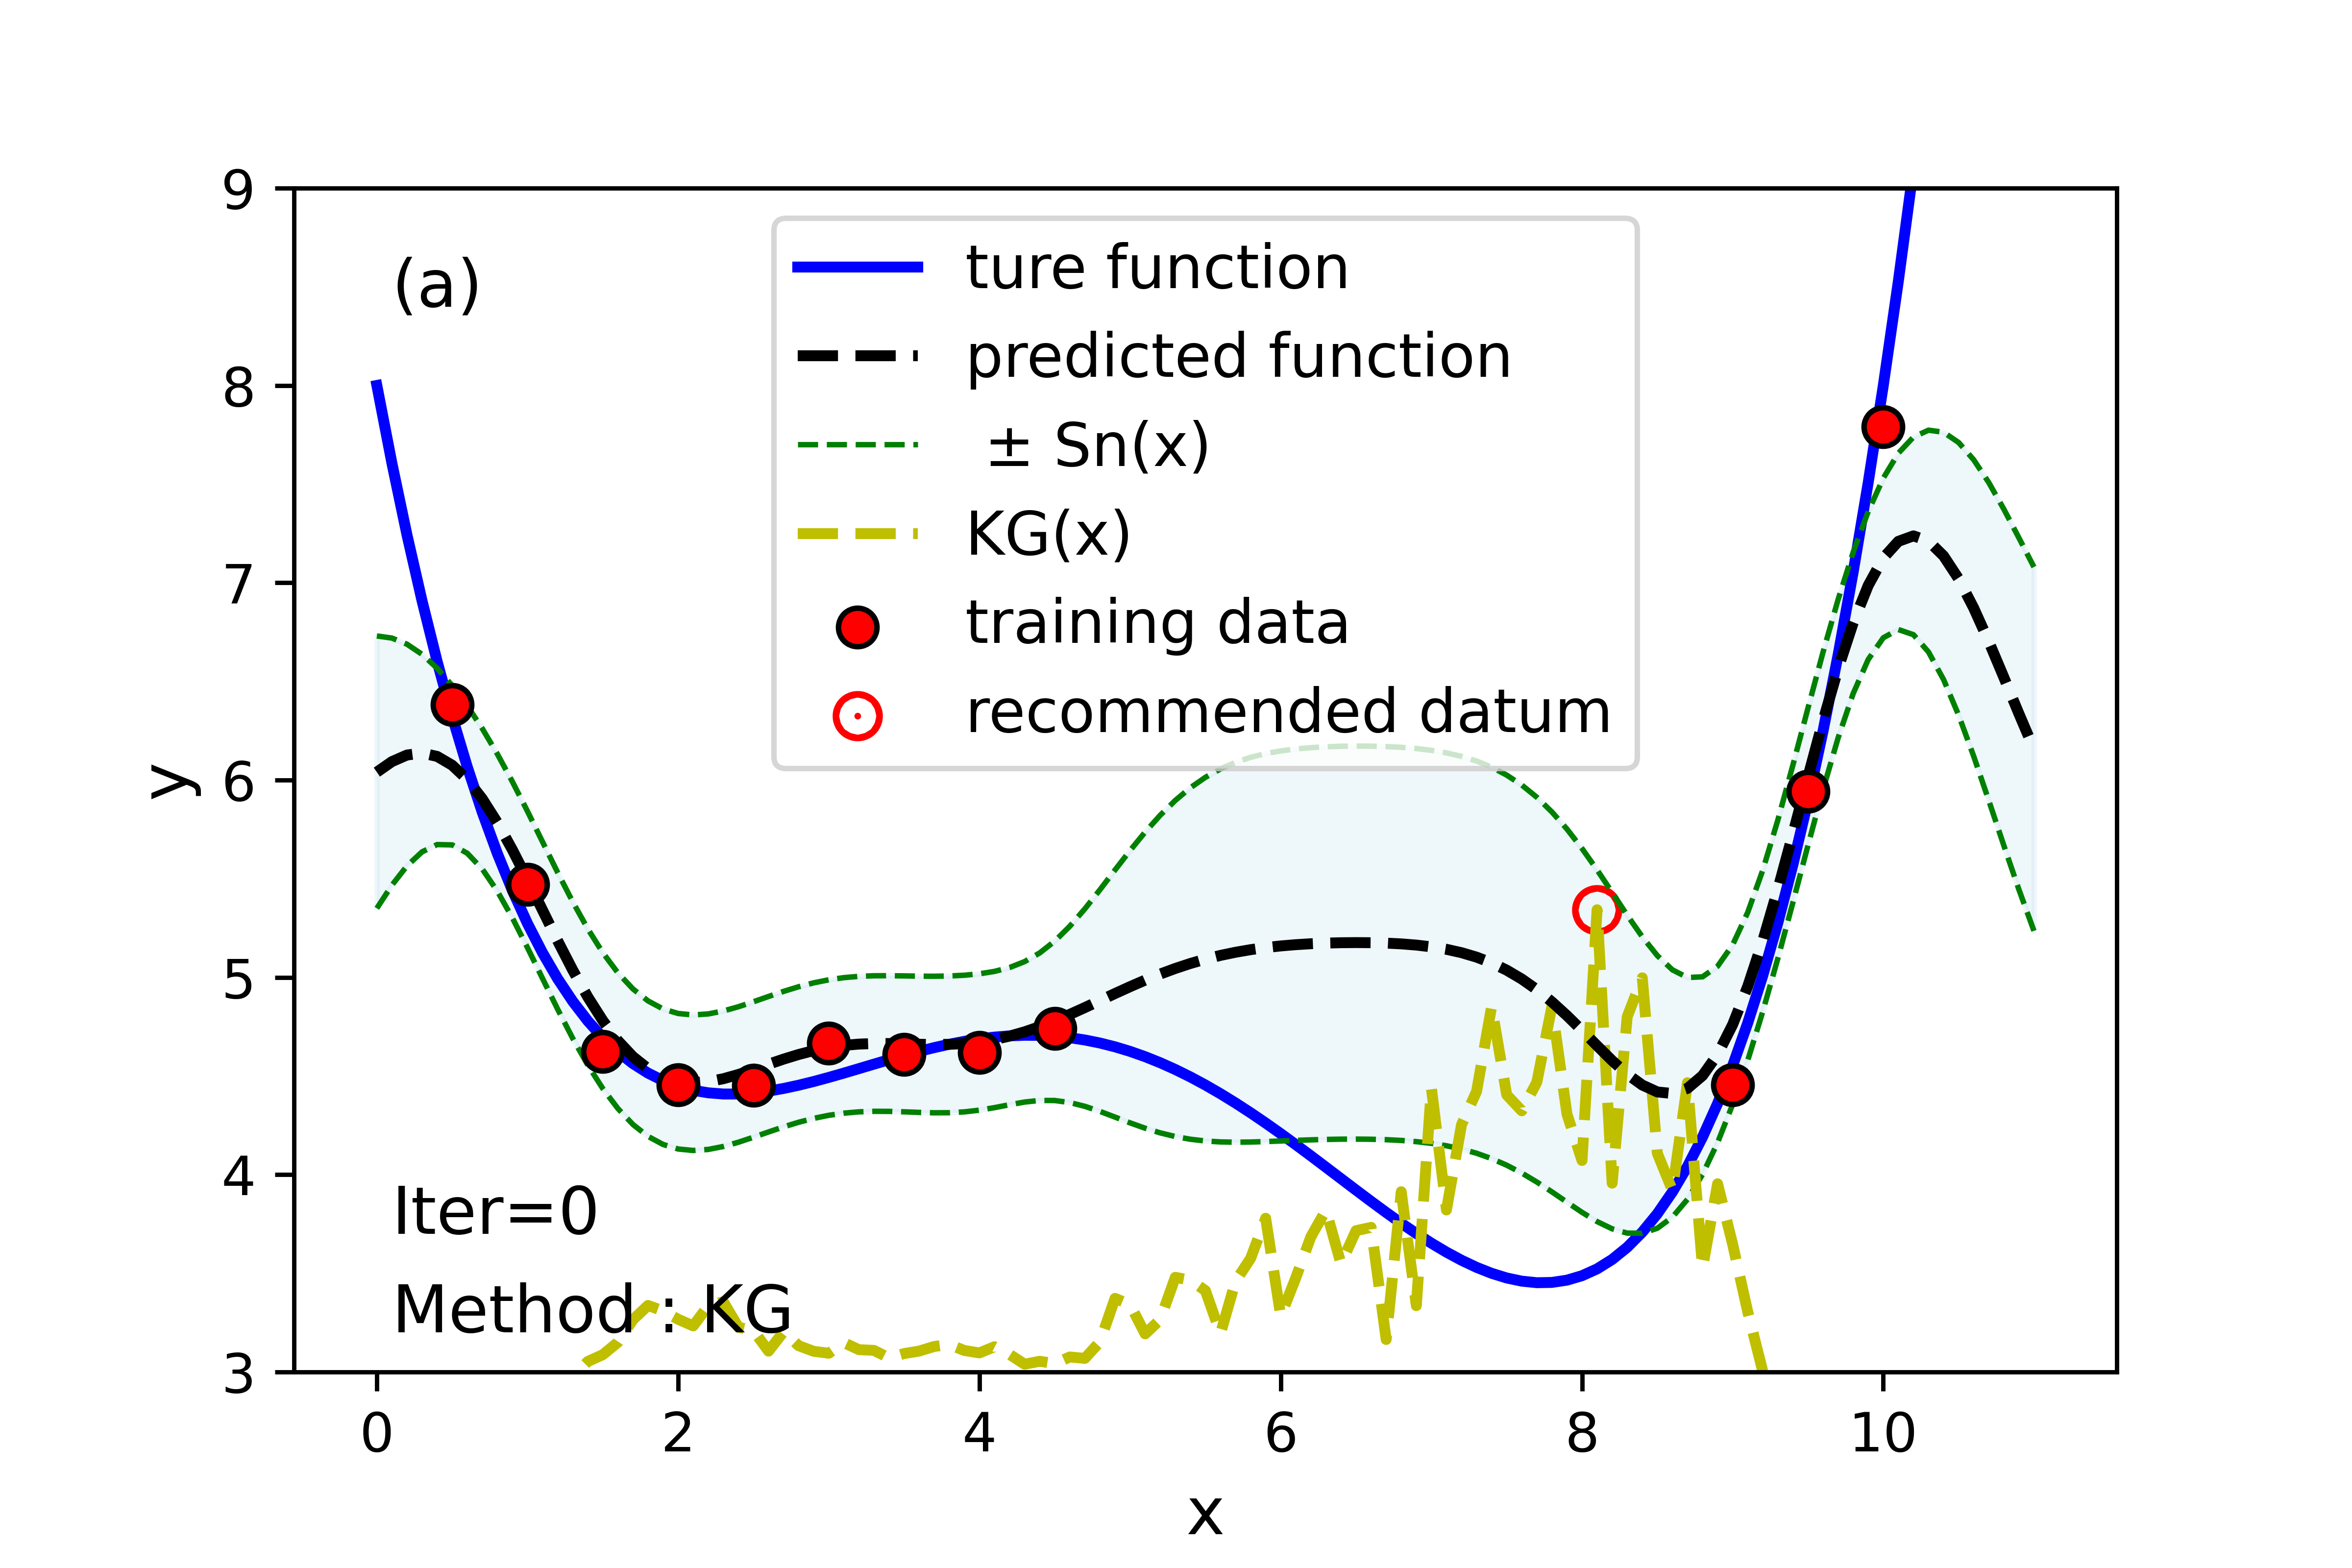 (a)
ture function
predicted function
± Sn(x)
KG(x)
training data
recommended datum
Iter=0
Method : KG
y
9
8
7
6
5
4
3
0 2 4 6 8 10
x